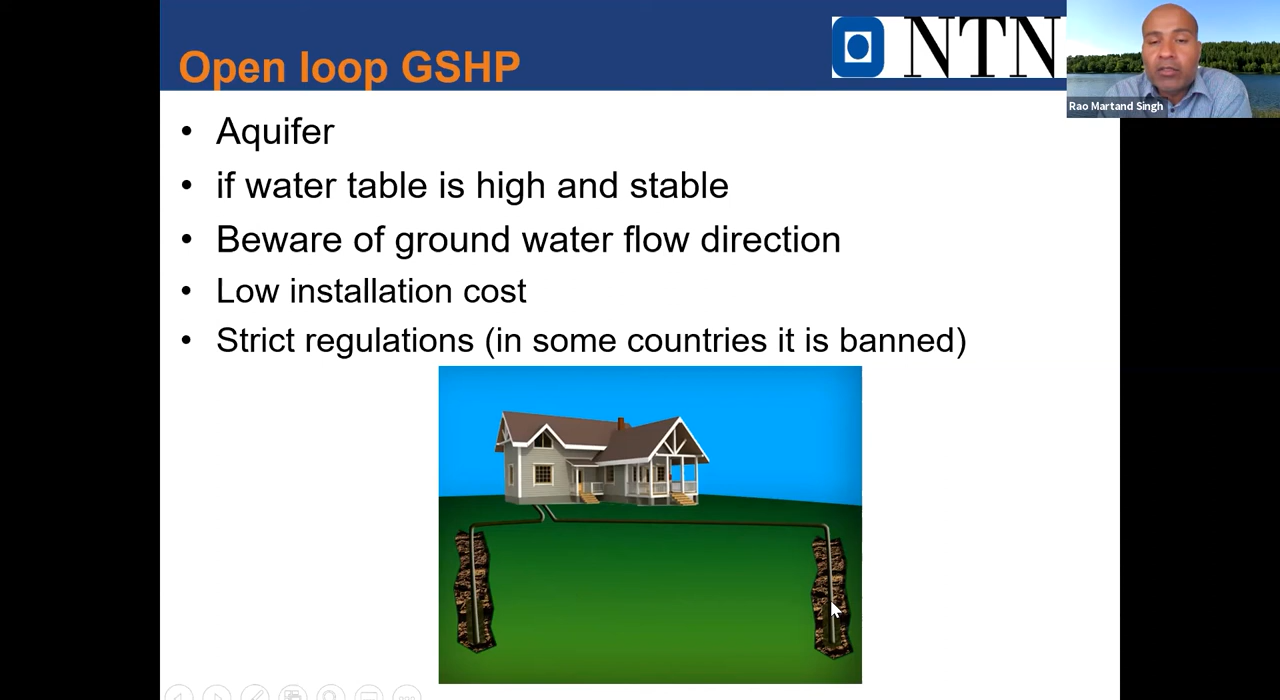 Open loop GSHP
NTN
Rao Martand Singh
• Aquifer
• if water table is high and stable
• Beware of ground water flow direction
• Low installation cost
• Strict regulations (in some countries it is banned)